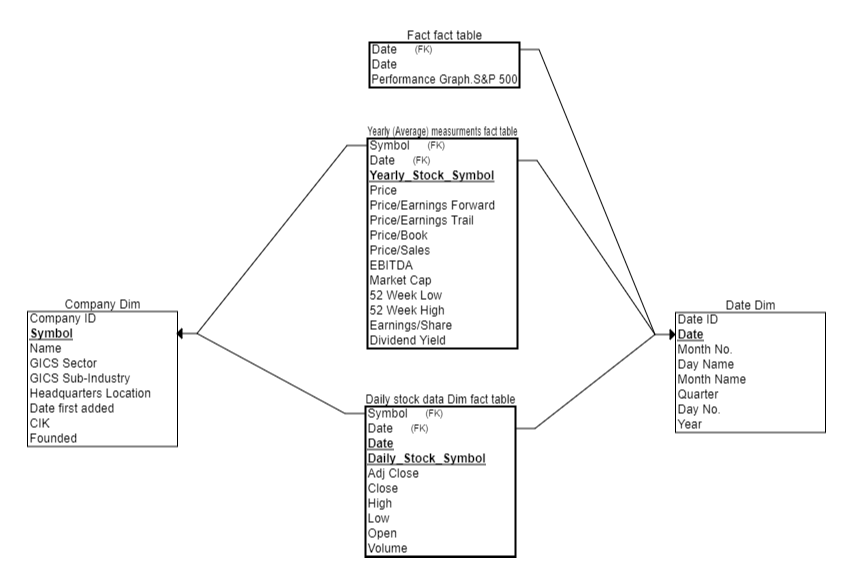 Fact fact table
Date (FK)
Date
Performance Graph.S&P 500
Yearly (Average) measurments fact table
Symbol (FK)
Date (FK)
Yearly_Stock_Symbol
Price
Price/Earnings Forward
Price/Earnings Trail
Price/Book
Price/Sales
EBITDA
Market Cap
52 Week Low
52 Week High
Earnings/Share
Dividend Yield
Company Dim
Company ID
Symbol
Name
GICS Sector
GICS Sub-Industry
Headquarters Location
Date first added
CIK
Founded
Date Dim
Date ID
Date
Month No.
Day Name
Month Name
Quarter
Day No.
Year
Daily stock data Dim fact table
Symbol (FK)
Date (FK)
Date
Daily_Stock_Symbol
Adj Close
Close
High
Low
Open
Volume